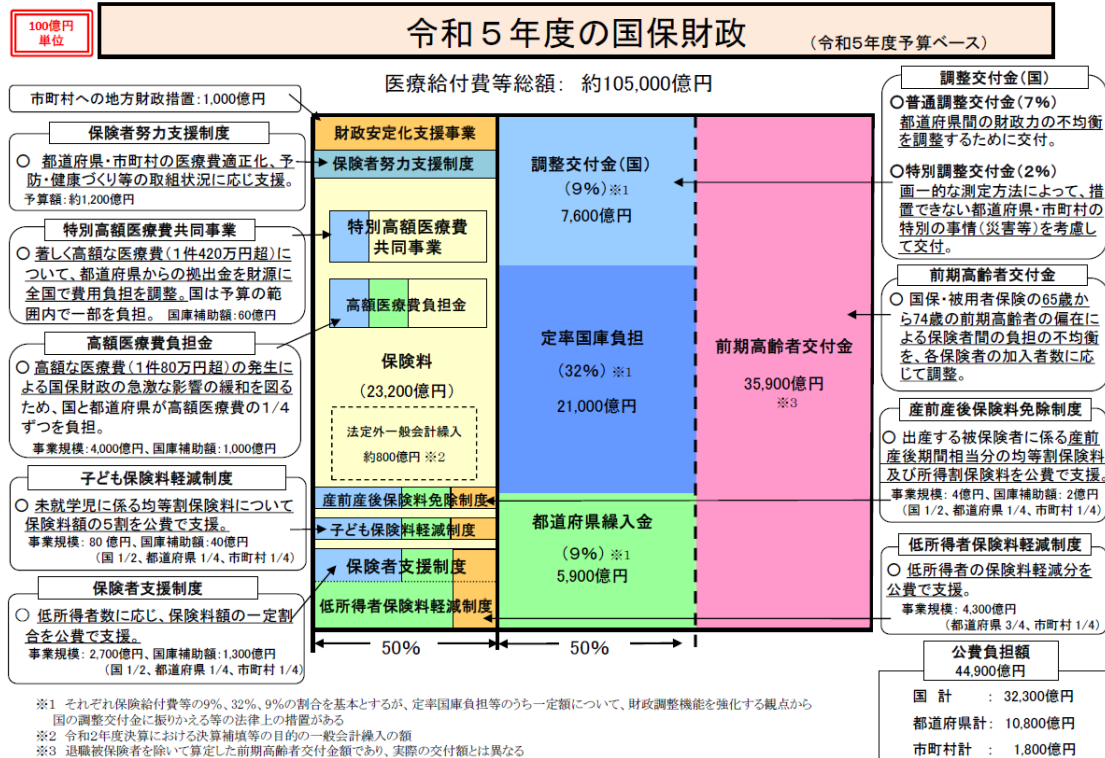 100億円
単位
令和５年度の国保財政
（令和５年度予算ベース）
医療給付費等総額： 約105,000億円
市町村への地方財政措置：1,000億円
保険者努力支援制度
○ 都道府県・市町村の医療費適正化、予
防・健康づくり等の取組状況に応じ支援。
予算額：約1,200億円
特別高額医療費共同事業
○ 著しく高額な医療費（１件420万円超）に
ついて、都道府県からの拠出金を財源に
全国で費用負担を調整。国は予算の範
囲内で一部を負担。 国庫補助額：60億円
高額医療費負担金
○ 高額な医療費（１件80万円超）の発生に
よる国保財政の急激な影響の緩和を図る
ため、国と都道府県が高額医療費の1/4
ずつを負担。
事業規模：4,000億円、国庫補助額：1,000億円
子ども保険料軽減制度
○ 未就学児に係る均等割保険料について
保険料額の５割を公費で支援。
事業規模： 80 億円、国庫補助額：40億円
（国 1/2、都道府県 1/4、市町村 1/4）
保険者支援制度
○ 低所得者数に応じ、保険料額の一定割
合を公費で支援。
事業規模：2,700億円、国庫補助額：1,300億円
（国 1/2、都道府県 1/4、市町村 1/4）
財政安定化支援事業
保険者努力支援制度
特別高額医療費
共同事業
高額医療費負担金
保険料
（23,200億円）
法定外一般会計繰入
約800億円 ※２
産前産後保険料免除制度
子ども保険料軽減制度
保険者支援制度
低所得者保険料軽減制度
50%
調整交付金（国）
（9%）※１
7,600億円
定率国庫負担
（32%）※１
21,000億円
都道府県繰入金
（9%）※１
5,900億円
50%
前期高齢者交付金
35,900億円
※３
調整交付金（国）
○普通調整交付金（7％）
都道府県間の財政力の不均衡
を調整するために交付。
○特別調整交付金（2％）
画一的な測定方法によって、措
置できない都道府県・市町村の
特別の事情（災害等）を考慮し
て交付。
前期高齢者交付金
○ 国保・被用者保険の65歳か
ら74歳の前期高齢者の偏在に
よる保険者間の負担の不均衡
を、各保険者の加入者数に応
じて調整。
産前産後保険料免除制度
○ 出産する被保険者に係る産前
産後期間相当分の均等割保険料
及び所得割保険料を公費で支援。
事業規模： 4億円、国庫補助額： 2億円
（国 1/2、都道府県 1/4、市町村 1/4）
低所得者保険料軽減制度
○ 低所得者の保険料軽減分を
公費で支援。
事業規模： 4,300億円
（都道府県 3/4、市町村 1/4）
公費負担額
44,900億円
国 計 ： 32,300億円
都道府県計： 10,800億円
市町村計 ： 1,800億円
※１ それぞれ保険給付費等の9％、32％、9％の割合を基本とするが、定率国庫負担等のうち一定額について、財政調整機能を強化する観点から
国の調整交付金に振りかえる等の法律上の措置がある
※２ 令和２年度決算における決算補填等の目的の一般会計繰入の額
※３ 退職被保険者を除いて算定した前期高齢者交付金額であり、実際の交付額とは異なる